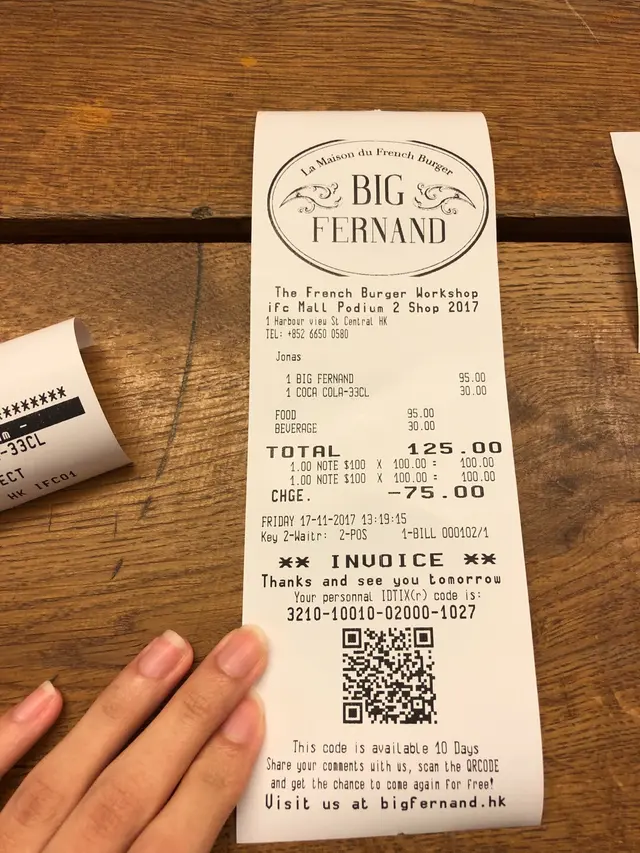 La Maison du French Burger
BIG
FERNAND
The French Burger Workshop
ifc Mall Podium 2 Shop 2017
1 Harbour view St Central HK
TEL: +852 6650 0580
Jonas
1 BIG FERNAND 95.00
1 COCA COLA-33CL 30.00
FOOD 95.00
BEVERAGE 30.00
TOTAL 125.00
1.00 NOTE $100 X 100.00 = 100.00
1.00 NOTE $100 X 100.00 = 100.00
CHGE. -75.00
FRIDAY 17-11-2017 13:19:15
Key 2-Waitr: 2-POS 1-BILL 000102/1
** INVOICE **
Thanks and see you tomorrow
Your personnal IDTIX(r) code is:
3210-10010-02000-1027
This code is available 10 Days
Share your comments with us, scan the QRCODE
and get the chance to come again for free!
Visit us at bigfernand.hk
*********
m -
-33CL
ECT
HK IFC01